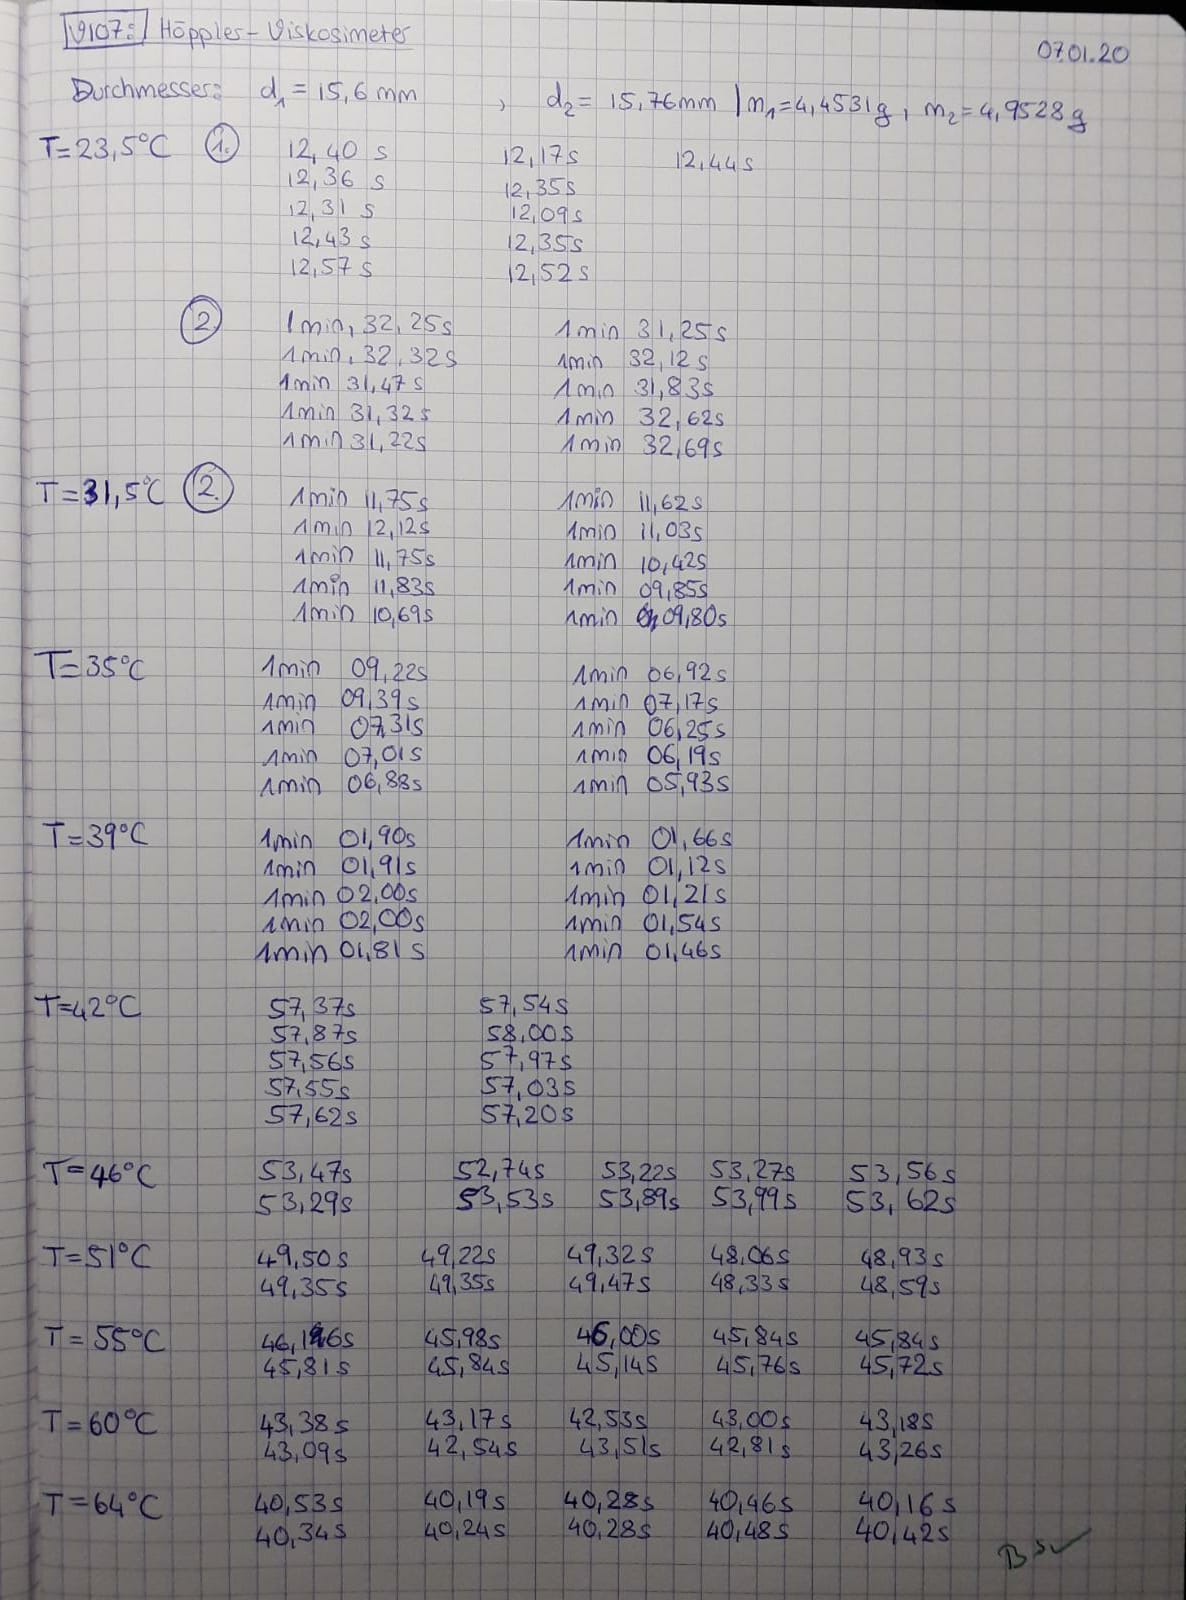 V107: Höppler-Viskosimeter
07.01.20
Durchmesser: d₁ = 15,6 mm , d₂ = 15,76mm | m₁=4,4531g, m₂=4,9528g
T=23,5°C 1. 12,40 s 12,17s 12,44s
12,36 s 12,35s
12,31 s 12,09s
12,43 s 12,35s
12,57s 12,52s
2 1min, 32,25s 1min 31,25s
1min, 32,32s 1min 32,12s
1min 31,47s 1min 31,83s
1min 31,32s 1min 32,62s
1min 31,22s 1min 32,69s
T=31,5°C 2. 1min 11,75s 1min 11,62s
1min 12,12s 1min 11,03s
1min 11,75s 1min 10,42s
1min 11,83s 1min 09,85s
1min 10,69s 1min 09,80s
T=35°C 1min 09,22s 1min 06,92s
1min 09,39s 1min 07,17s
1min 07,31s 1min 06,25s
1min 07,01s 1min 06,19s
1min 06,88s 1min 05,93s
T=39°C 1min 01,90s 1min 01,66s
1min 01,91s 1min 01,12s
1min 02,00s 1min 01,21s
1min 02,00s 1min 01,54s
1min 01,81s 1min 01,46s
T=42°C 57,37s 57,54s
57,87s 58,00s
57,56s 57,97s
57,55s 57,03s
57,62s 57,20s
T=46°C 53,47s 52,74s 53,22s 53,27s 53,56s
53,29s 53,53s 53,89s 53,99s 53,62s
T=51°C 49,50s 49,22s 49,32s 48,06s 48,93s
49,35s 49,35s 49,47s 48,33s 48,59s
T=55°C 45,98s 46,00s 45,84s 45,84s
45,81s 45,84s 45,14s 45,76s 45,72s
T=60°C 43,38s 43,17s 42,53s 43,00s 43,18s
43,09s 42,54s 43,51s 42,81s 43,26s
T=64°C 40,53s 40,19s 40,28s 40,46s 40,16s
40,34s 40,24s 40,28s 40,48s 40,42s